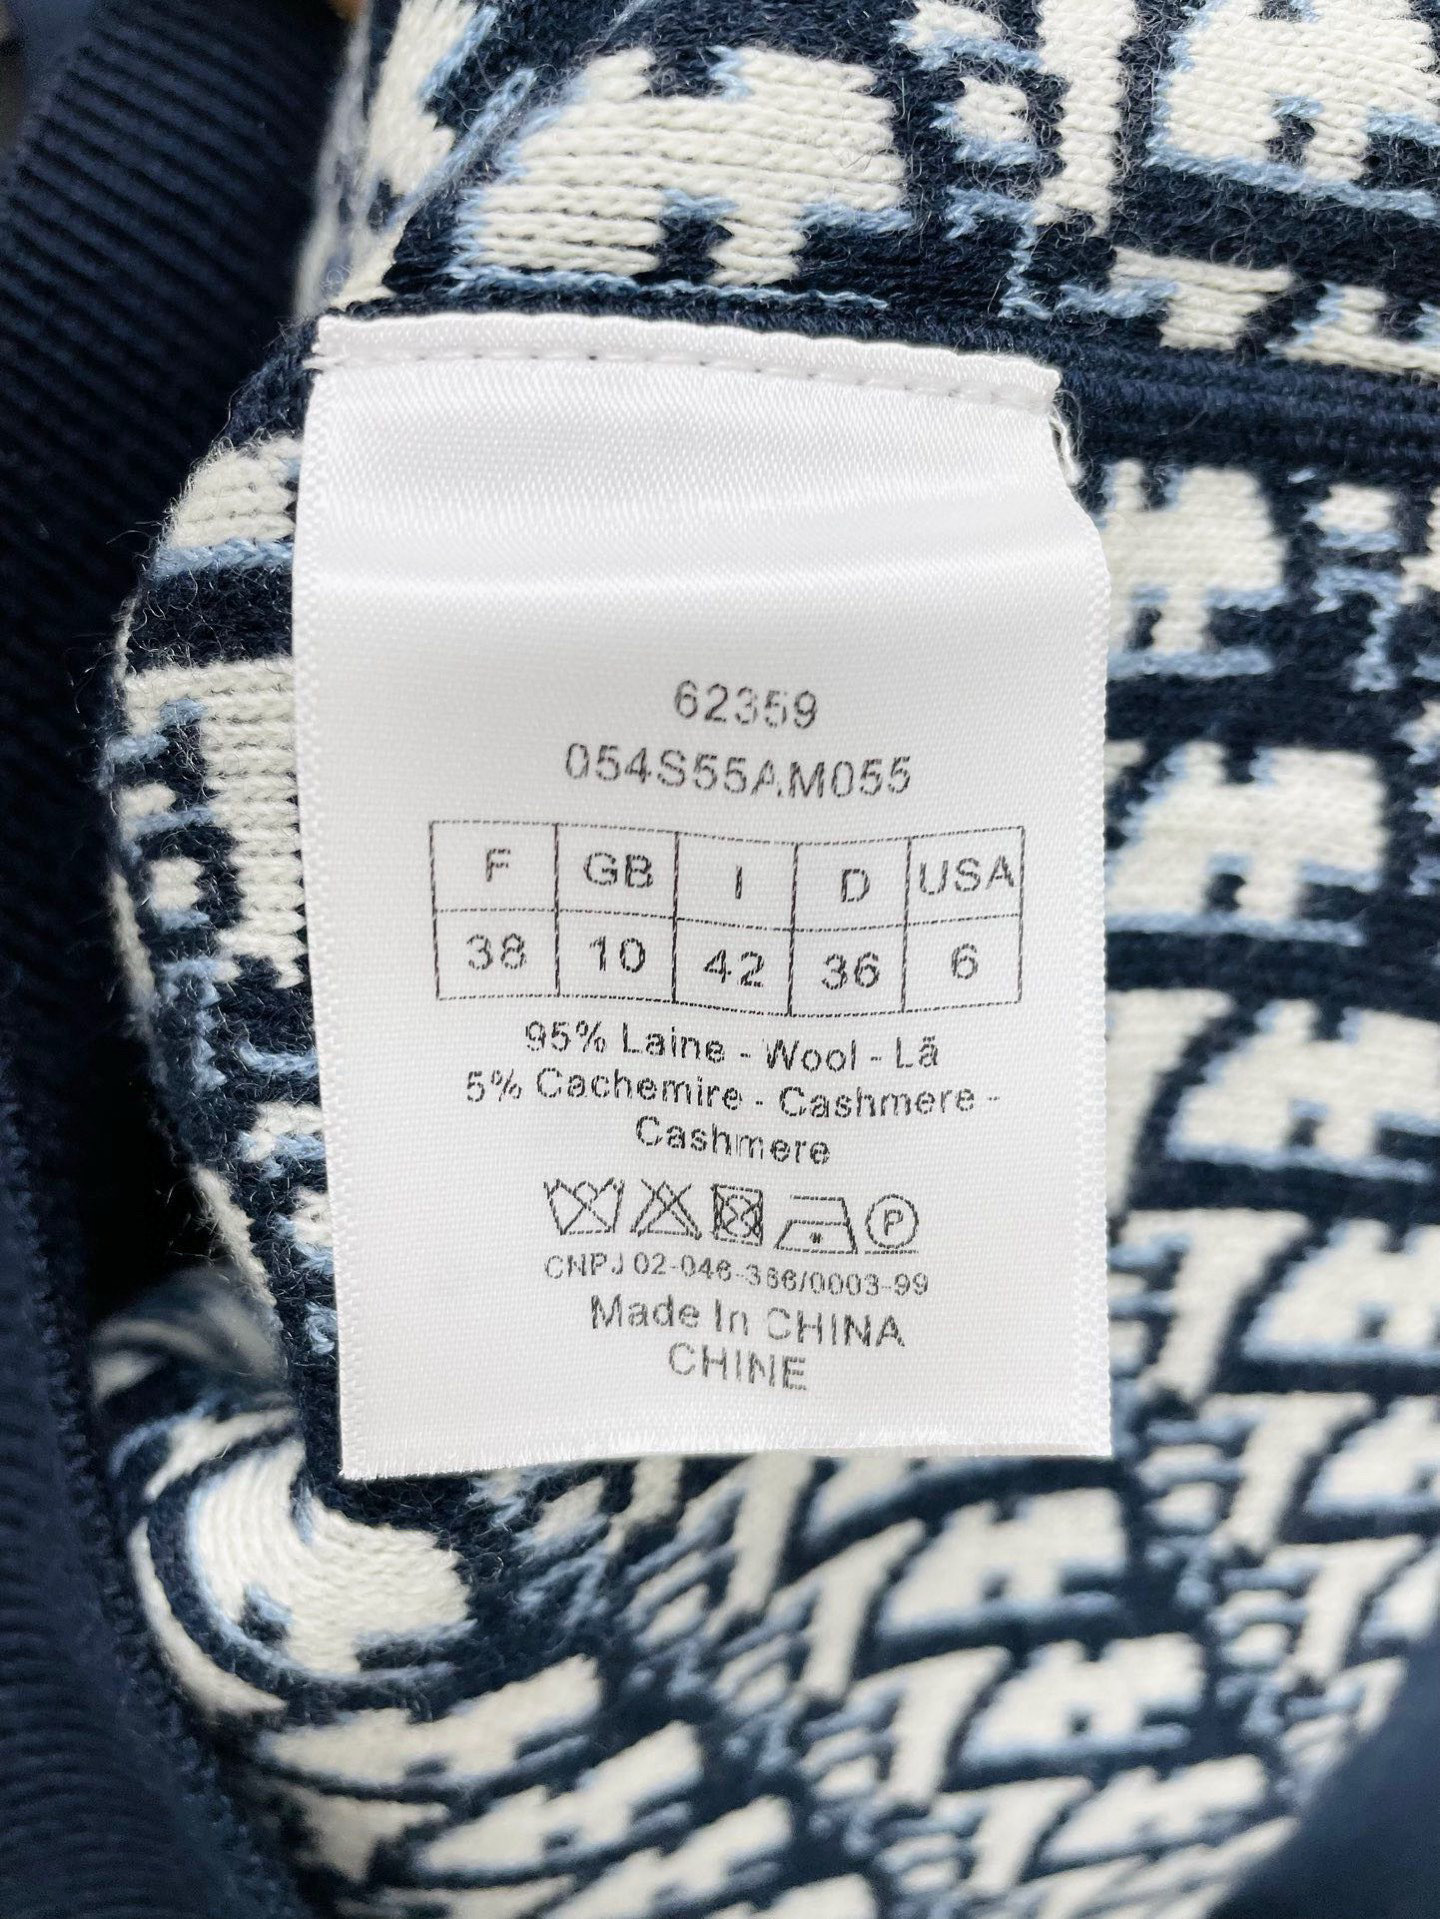 62359
054S55AM055
F GB I D USA
38 10 42 36 6
95% Laine - Wool - Lã
5% Cachemire - Cashmere -
Cashmere
P
CNPJ 02-046-366/0003-99
Made In CHINA
CHINE